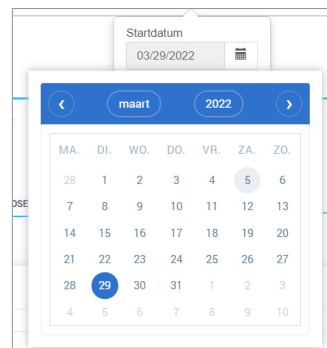 Startdatum
03/29/2022
maart 2022
MA. DI. WO. DO. VR. ZA. ZO.
28 1 2 3 4 5 6
OSE
7 8 9 10 11 12 13
14 15 16 17 18 19 20
21 22 23 24 25 26 27
28 29 30 31 1 2 3
4 5 6 7 8 9 10